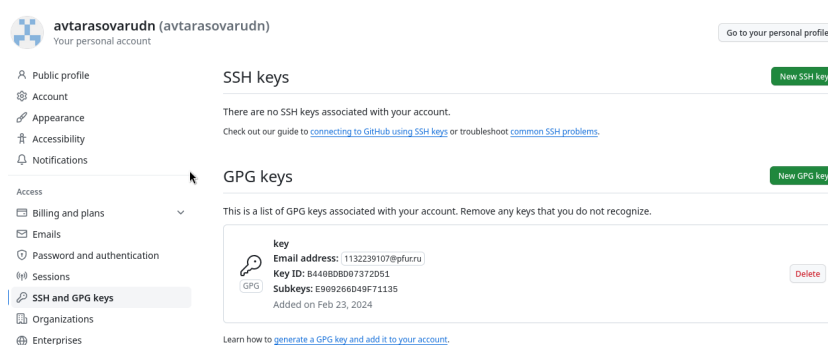 avtarasovarudn (avtarasovarudn)
Your personal account
Go to your personal profile
Public profile
Account
Appearance
Accessibility
Notifications
Access
Billing and plans
Emails
Password and authentication
Sessions
SSH and GPG keys
Organizations
Enterprises
SSH keys
New SSH key
There are no SSH keys associated with your account.
Check out our guide to connecting to GitHub using SSH keys or troubleshoot common SSH problems.
GPG keys
New GPG key
This is a list of GPG keys associated with your account. Remove any keys that you do not recognize.
key
Email address: 1132239107@pfur.ru
Key ID: B440BDBD07372D51
Subkeys: E909266D49F71135
Added on Feb 23, 2024
GPG
Delete
Learn how to generate a GPG key and add it to your account.